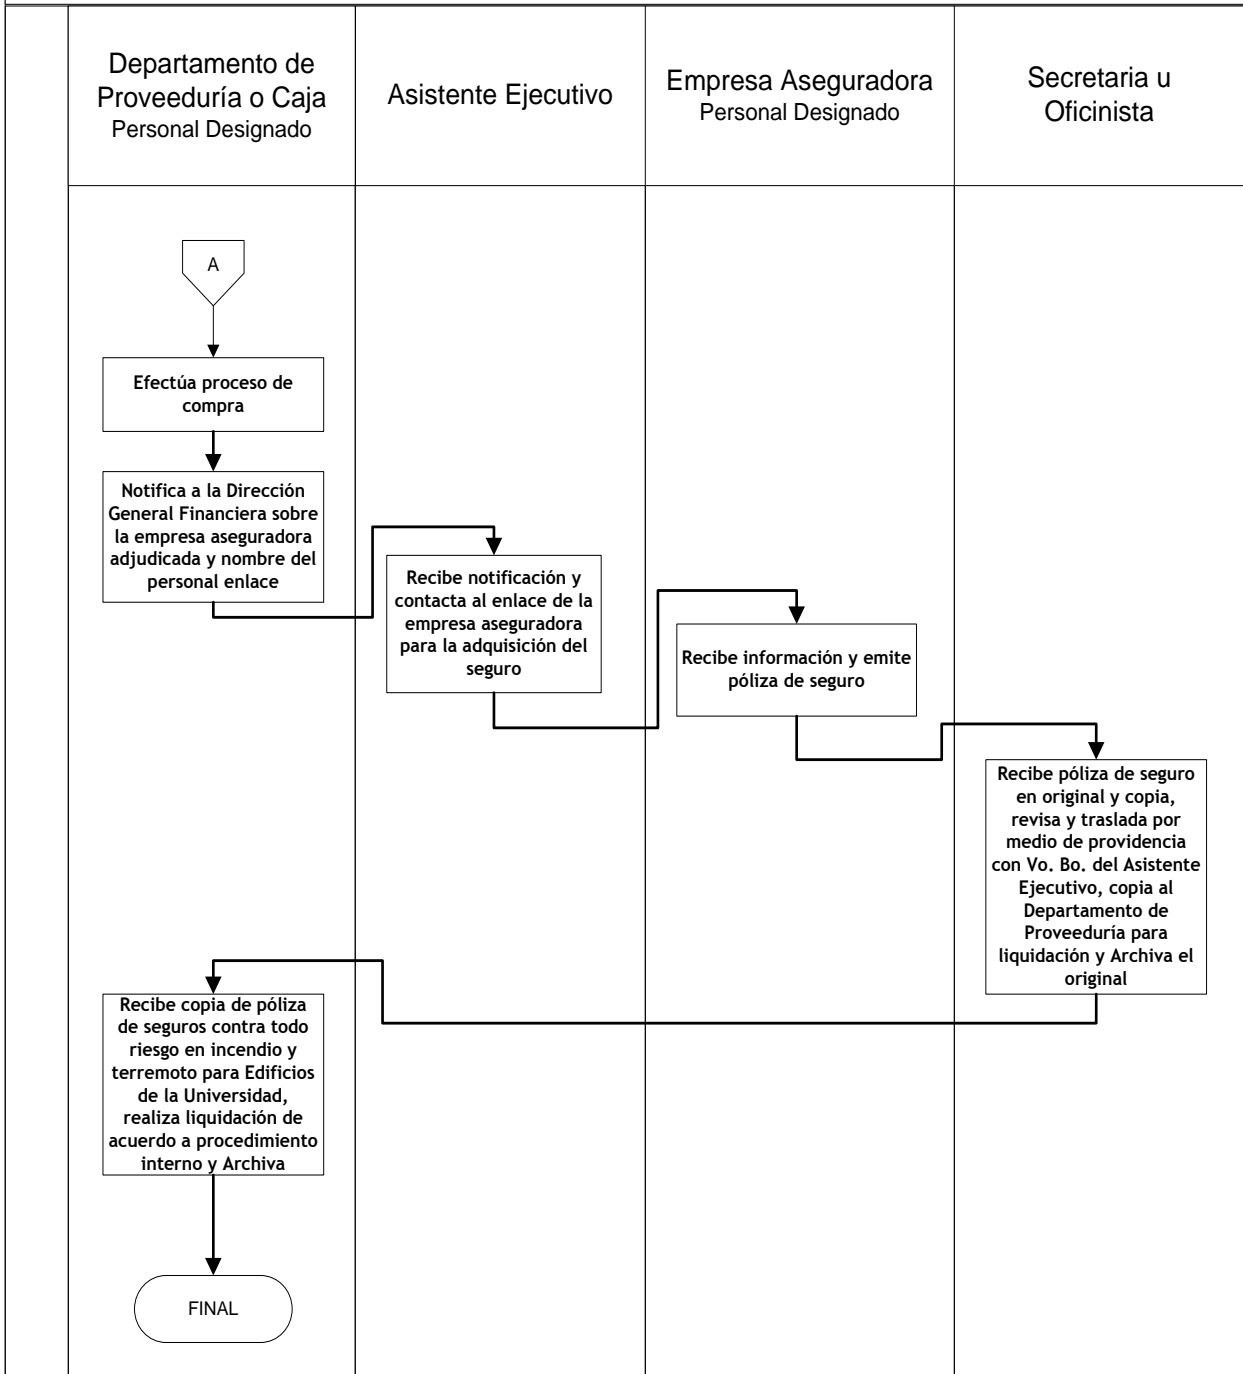 Departamento de
Proveeduría o Caja
Personal Designado
Asistente Ejecutivo
Empresa Aseguradora
Personal Designado
Secretaria u
Oficinista
A
Efectúa proceso de
compra
Notifica a la Dirección
General Financiera sobre
la empresa aseguradora
adjudicada y nombre del
personal enlace
Recibe notificación y
contacta al enlace de la
empresa aseguradora
para la adquisición del
seguro
Recibe información y emite
póliza de seguro
Recibe póliza de seguro
en original y copia,
revisa y traslada por
medio de providencia
con Vo. Bo. del Asistente
Ejecutivo, copia al
Departamento de
Proveeduría para
liquidación y Archiva el
original
Recibe copia de póliza
de seguros contra todo
riesgo en incendio y
terremoto para Edificios
de la Universidad,
realiza liquidación de
acuerdo a procedimiento
interno y Archiva
FINAL